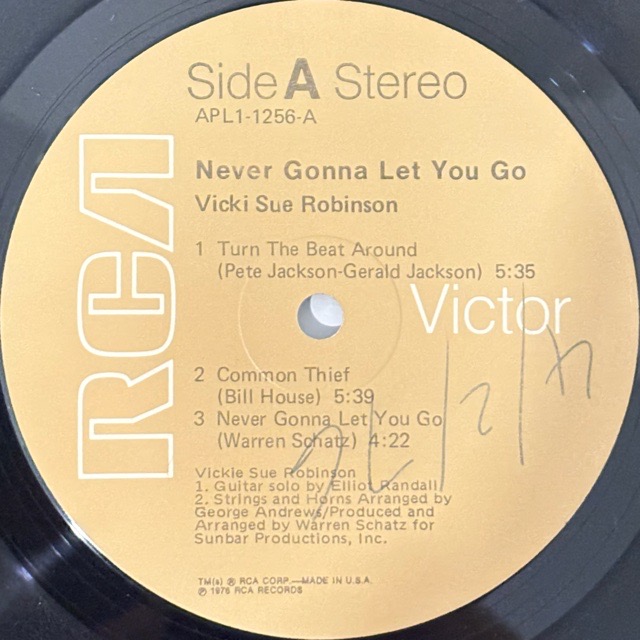 Side A Stereo
APL1-1256-A
Never Gonna Let You Go
Vicki Sue Robinson
1 Turn The Beat Around
(Pete Jackson-Gerald Jackson) 5:35
RCA
Victor
2 Common Thief
(Bill House) 5:39
3 Never Gonna Let You Go
(Warren Schatz) 4:22
Vickie Sue Robinson
1. Guitar solo by Elliot Randall
2. Strings and Horns Arranged by
George Andrews/Produced and
Arranged by Warren Schatz for
Sunbar Productions, Inc.
TM(s) ® RCA CORP.—MADE IN U.S.A.
℗ 1976 RCA RECORDS